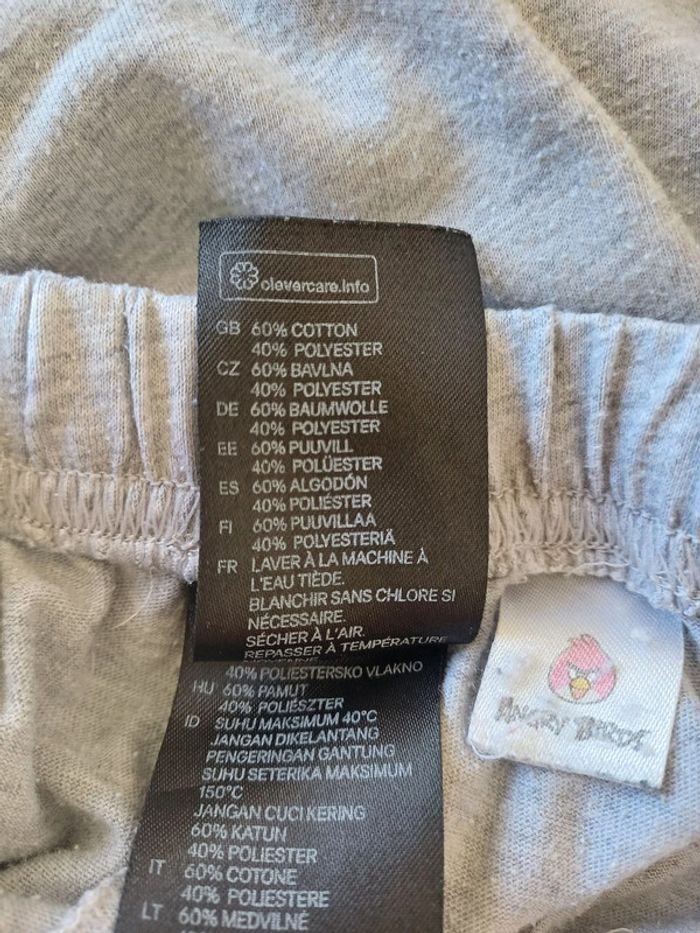 clevercare.info
GB 60% COTTON
40% POLYESTER
CZ 60% BAVLNA
40% POLYESTER
DE 60% BAUMWOLLE
40% POLYESTER
EE 60% PUUVILL
40% POLÜESTER
ES 60% ALGODÓN
40% POLIÉSTER
FI 60% PUUVILLAA
40% POLYESTERIÄ
FR LAVER À LA MACHINE À
L'EAU TIÈDE.
BLANCHIR SANS CHLORE SI
NÉCESSAIRE.
SÉCHER À L'AIR.
REPASSER À TEMPÉRATURE
40% POLIESTERSKO VLAKNO
HU 60% PAMUT
40% POLIÉSZTER
ID SUHU MAKSIMUM 40°C
JANGAN DIKELANTANG
PENGERINGAN GANTUNG
SUHU SETERIKA MAKSIMUM
150°C
JANGAN CUCI KERING
60% KATUN
40% POLIESTER
IT 60% COTONE
40% POLIESTERE
LT 60% MEDVILNĖ
ANGRY BIRDS